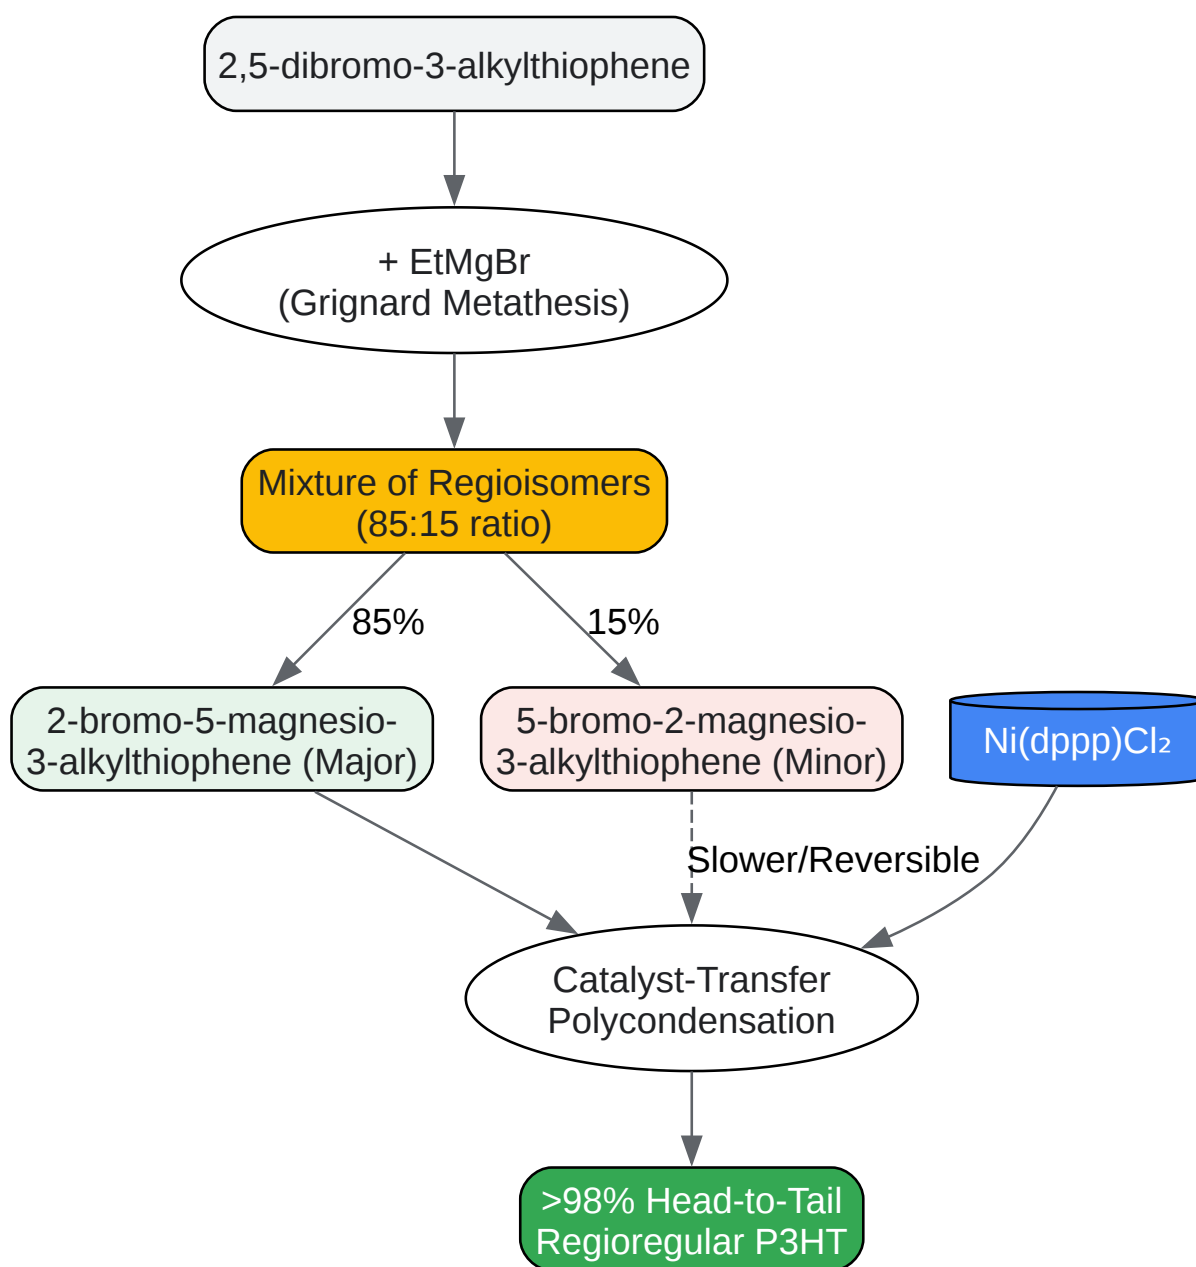 2,5-dibromo-3-alkylthiophene
+ EtMgBr
(Grignard Metathesis)
Mixture of Regioisomers
(85:15 ratio)
85%
15%
2-bromo-5-magnesio-
3-alkylthiophene (Major)
5-bromo-2-magnesio-
3-alkylthiophene (Minor)
Ni(dppp)Cl₂
Slower/Reversible
Catalyst-Transfer
Polycondensation
>98% Head-to-Tail
Regioregular P3HT